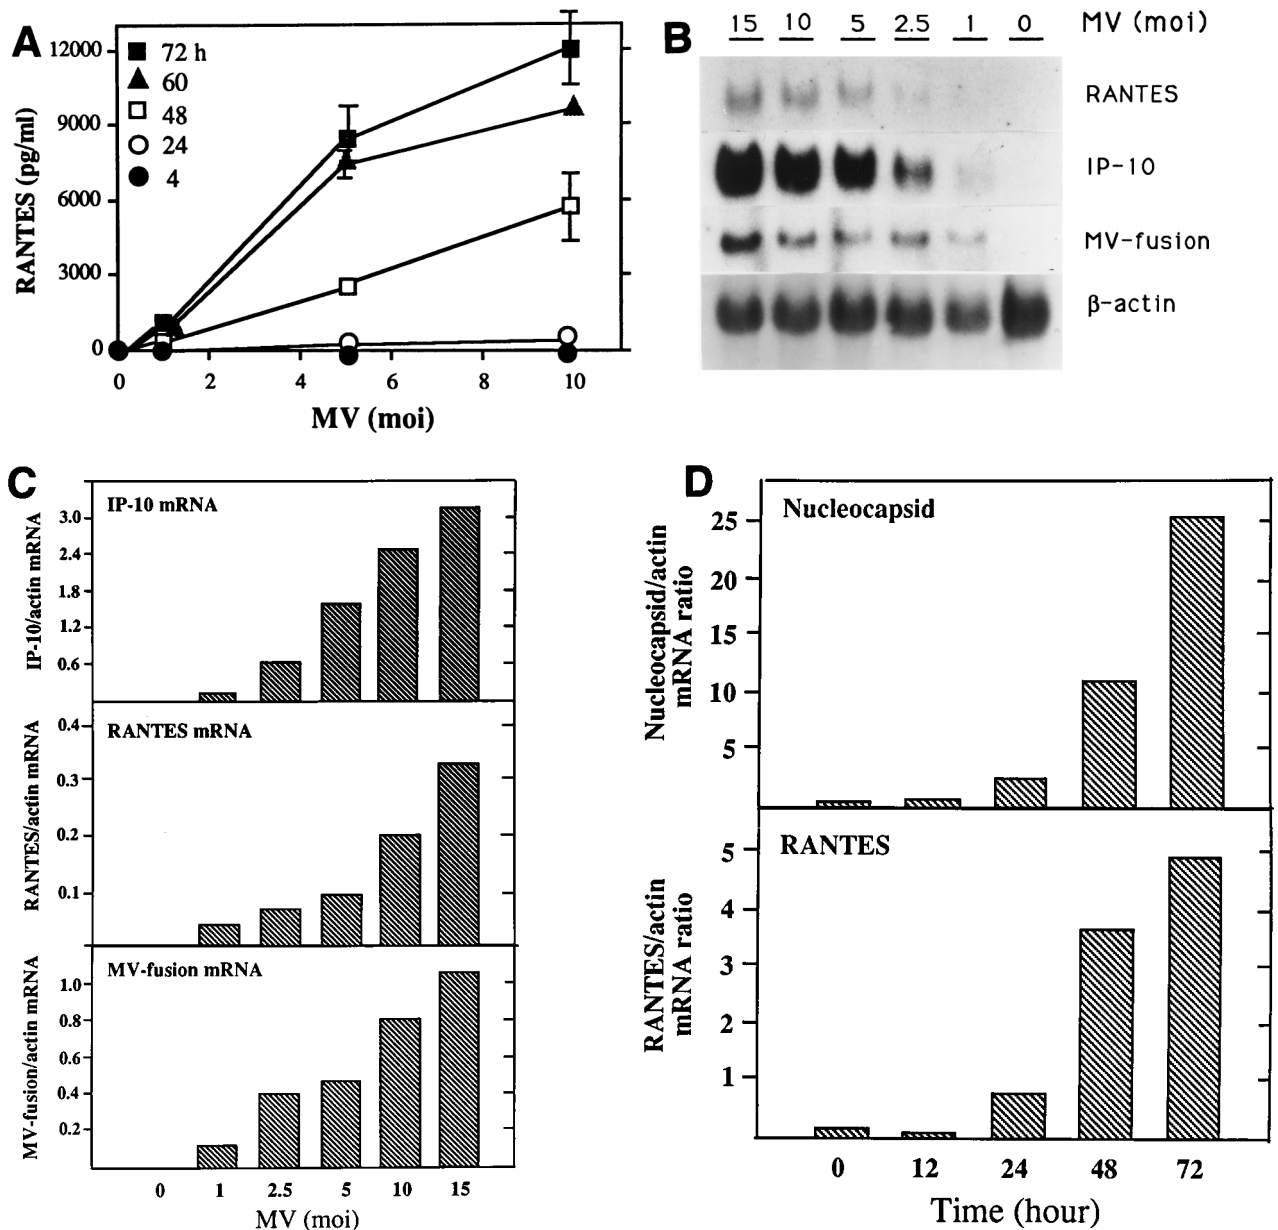 A
RANTES (pg/ml)
12000
9000
6000
3000
0
72 h
60
48
24
4
0 2 4 6 8 10
MV (moi)
B
15 10 5 2.5 1 0 MV (moi)
RANTES
IP-10
MV-fusion
β-actin
C
IP-10 mRNA
IP-10/actin mRNA
3.0
2.4
1.8
1.2
0.6
RANTES mRNA
RANTES/actin mRNA
0.4
0.3
0.2
0.1
MV-fusion mRNA
MV-fusion/actin mRNA
1.0
0.8
0.6
0.4
0.2
0 1 2.5 5 10 15
MV (moi)
D
Nucleocapsid
Nucleocapsid/actin
mRNA ratio
25
20
15
10
5
RANTES
RANTES/actin
mRNA ratio
5
4
3
2
1
0 12 24 48 72
Time (hour)